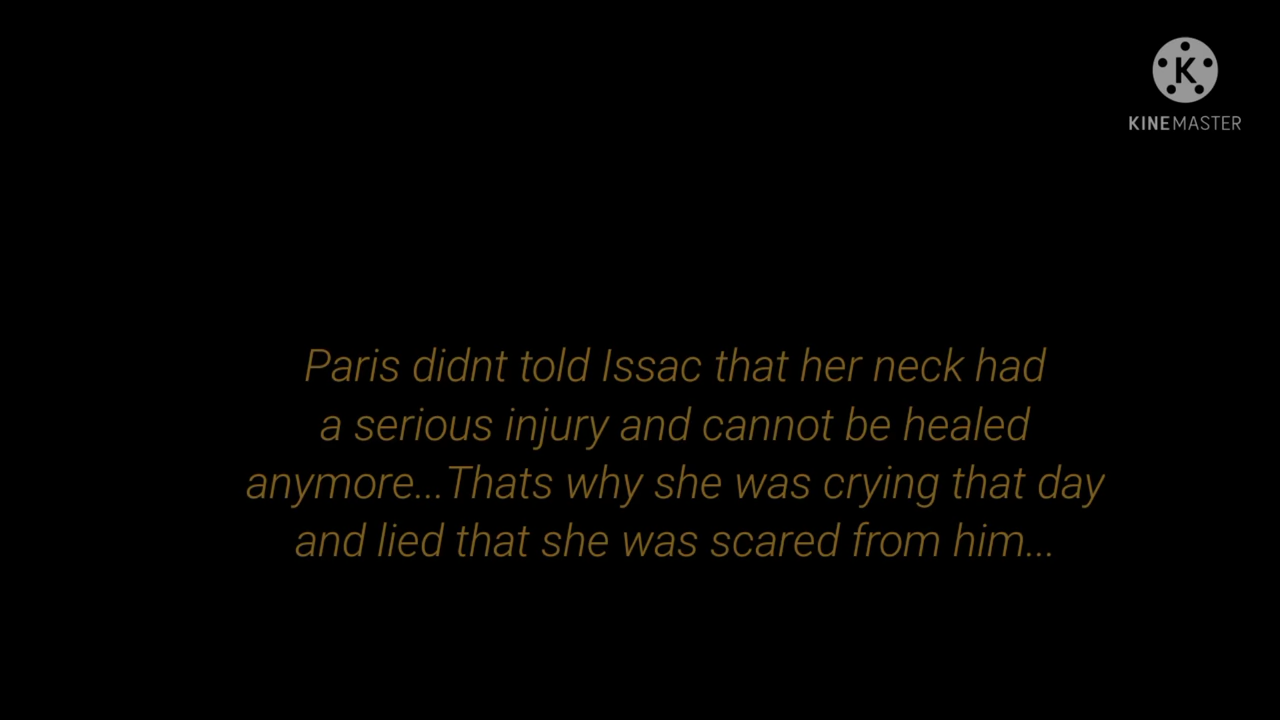 K
KINEMASTER
Paris didnt told Issac that her neck had
a serious injury and cannot be healed
anymore...Thats why she was crying that day
and lied that she was scared from him...